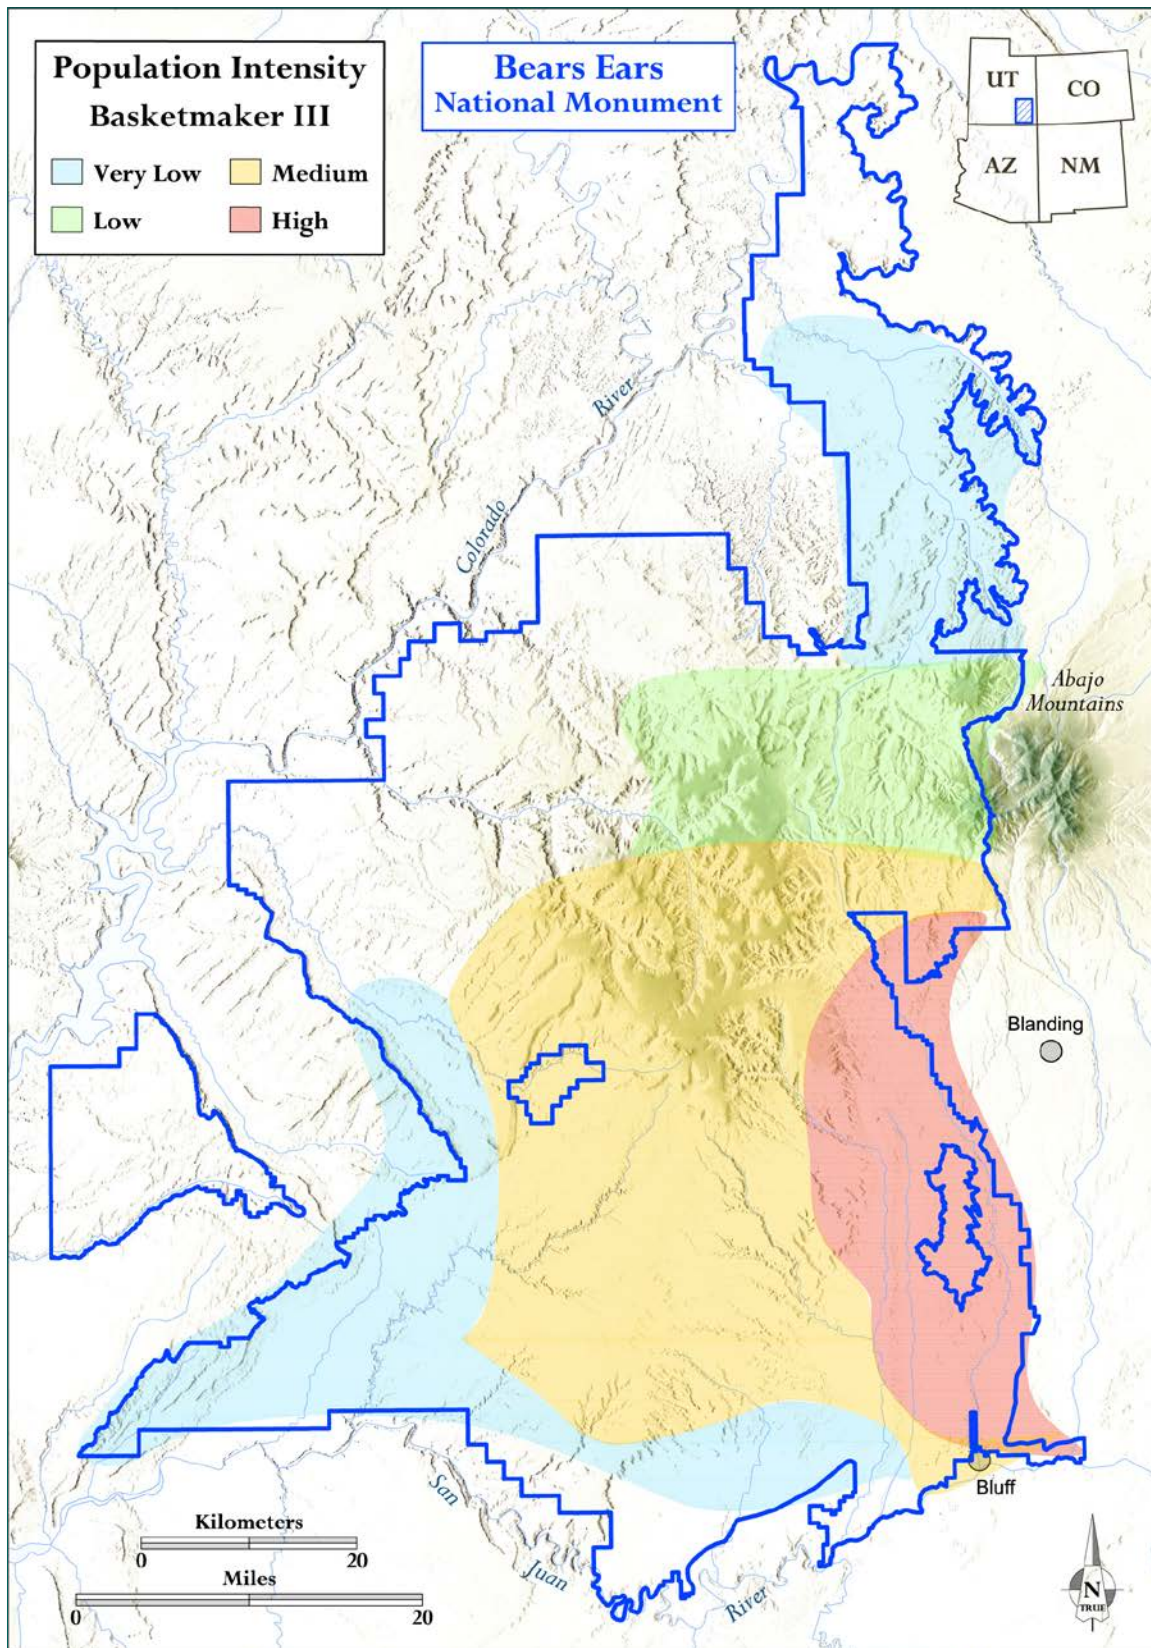 Population Intensity
Basketmaker III
Very Low
Medium
Low
High
Bears Ears
National Monument
UT
CO
AZ
NM
River
Colorado
Abajo
Mountains
Blanding
Bluff
San
Juan
River
Kilometers
0
20
Miles
0
20
N
TRUE